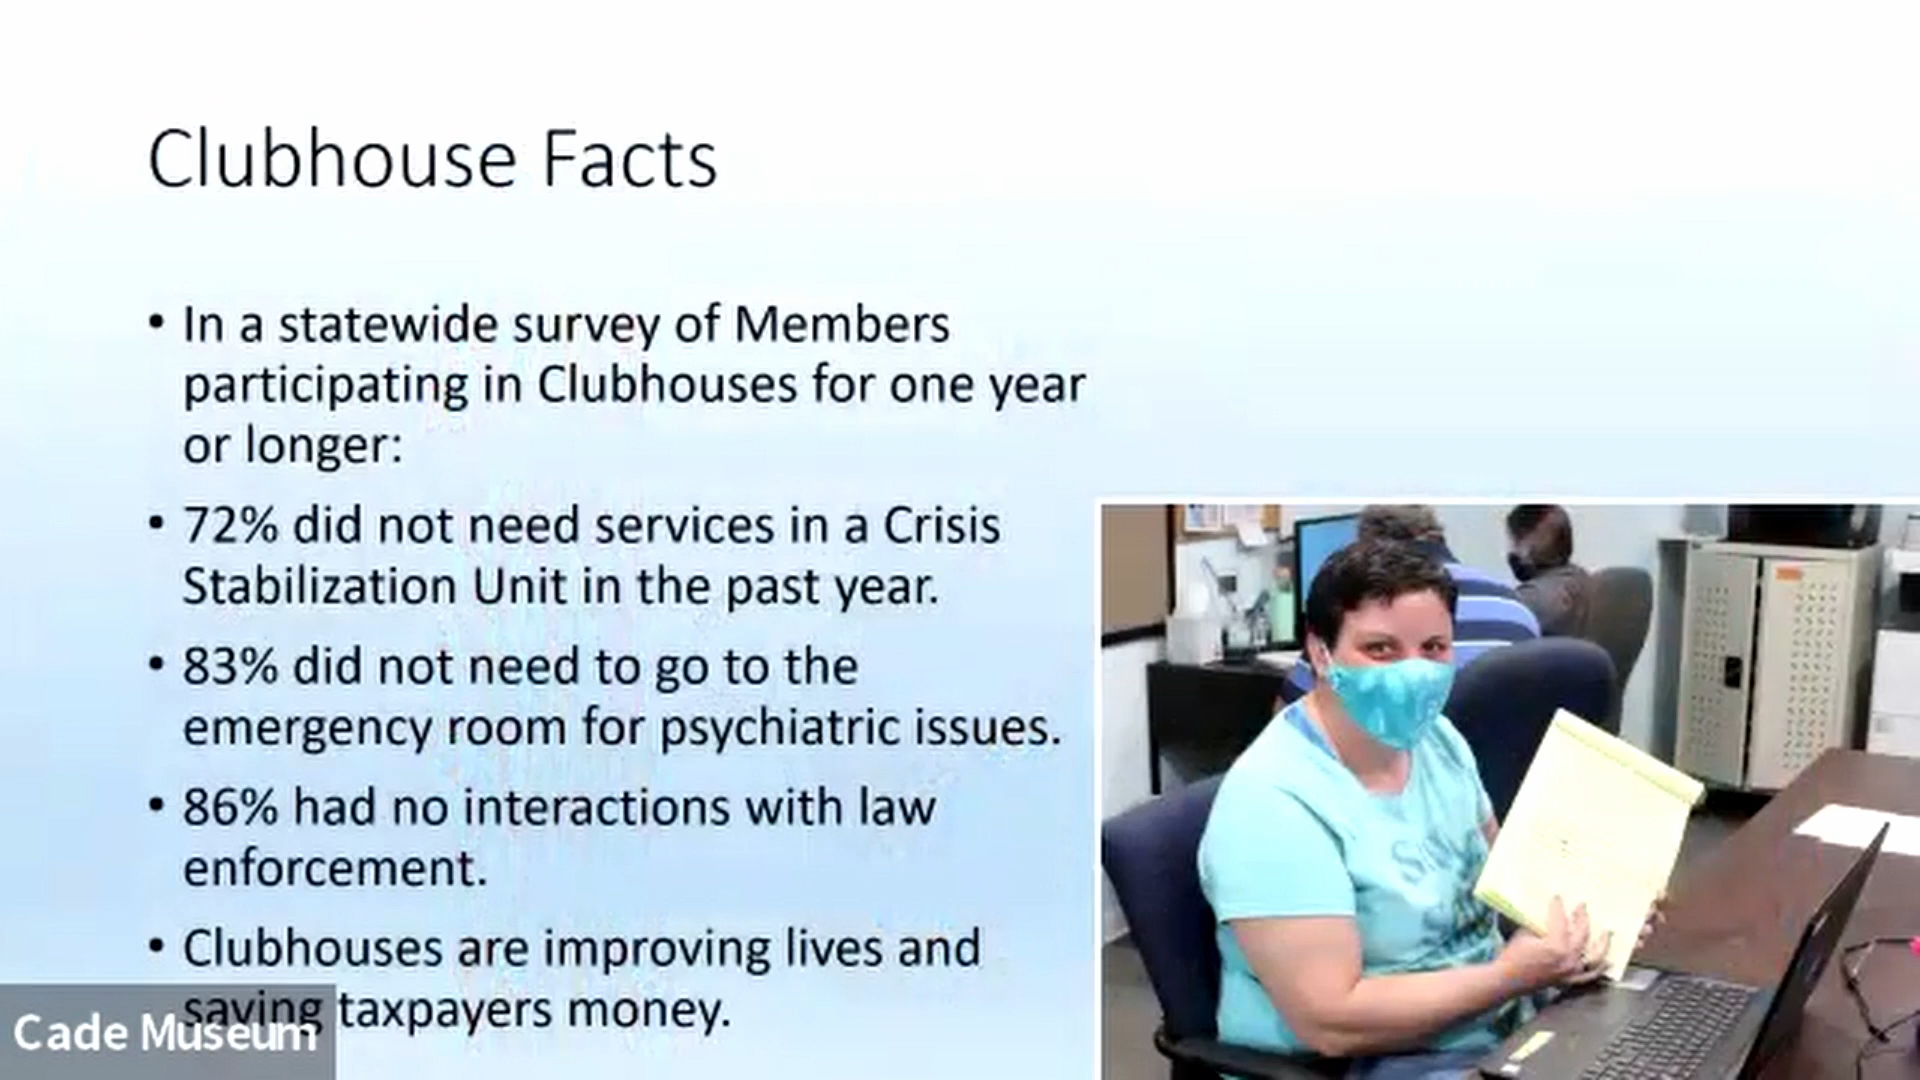 Clubhouse Facts
• In a statewide survey of Members
participating in Clubhouses for one year
or longer:
• 72% did not need services in a Crisis
Stabilization Unit in the past year.
• 83% did not need to go to the
emergency room for psychiatric issues.
• 86% had no interactions with law
enforcement.
• Clubhouses are improving lives and
saving taxpayers money.
Cade Museum